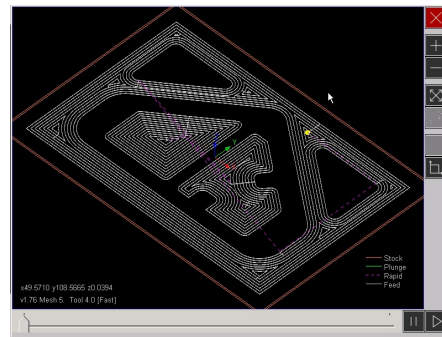 Stock
Plunge
Rapid
Feed
x49.5710 y108.5665 z0.0394
v1.76 Mesh 5. Tool 4.0 [Fast]